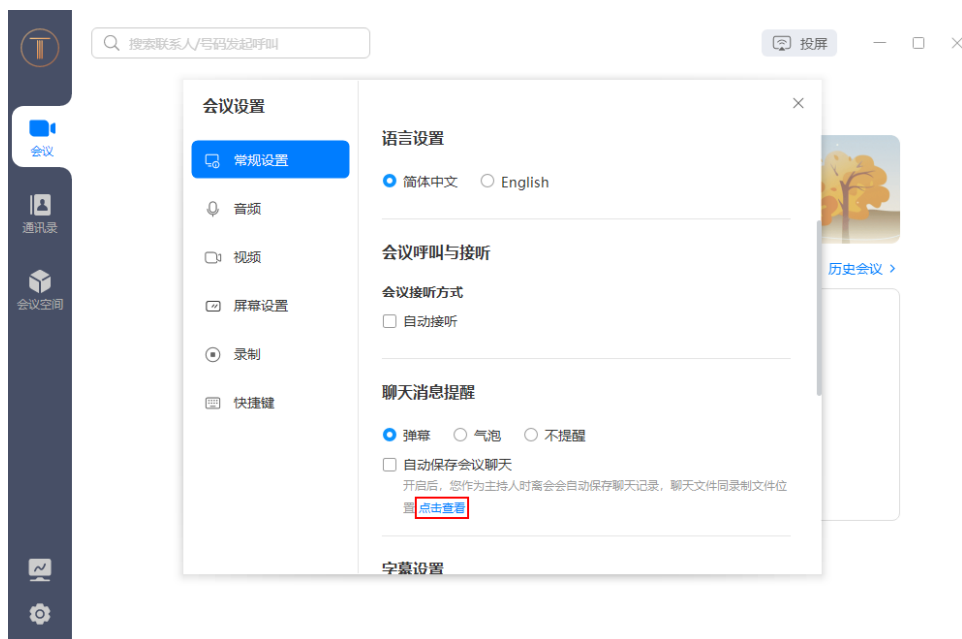 搜索联系人/号码发起呼叫
投屏
会议
通讯录
会议空间
会议设置
常规设置
音频
视频
屏幕设置
录制
快捷键
语言设置
简体中文 English
会议呼叫与接听
会议接听方式
自动接听
聊天消息提醒
弹幕 气泡 不提醒
自动保存会议聊天
开启后，您作为主持人时离会会自动保存聊天记录，聊天文件同录制文件位
置 点击查看
字幕设置
历史会议 >